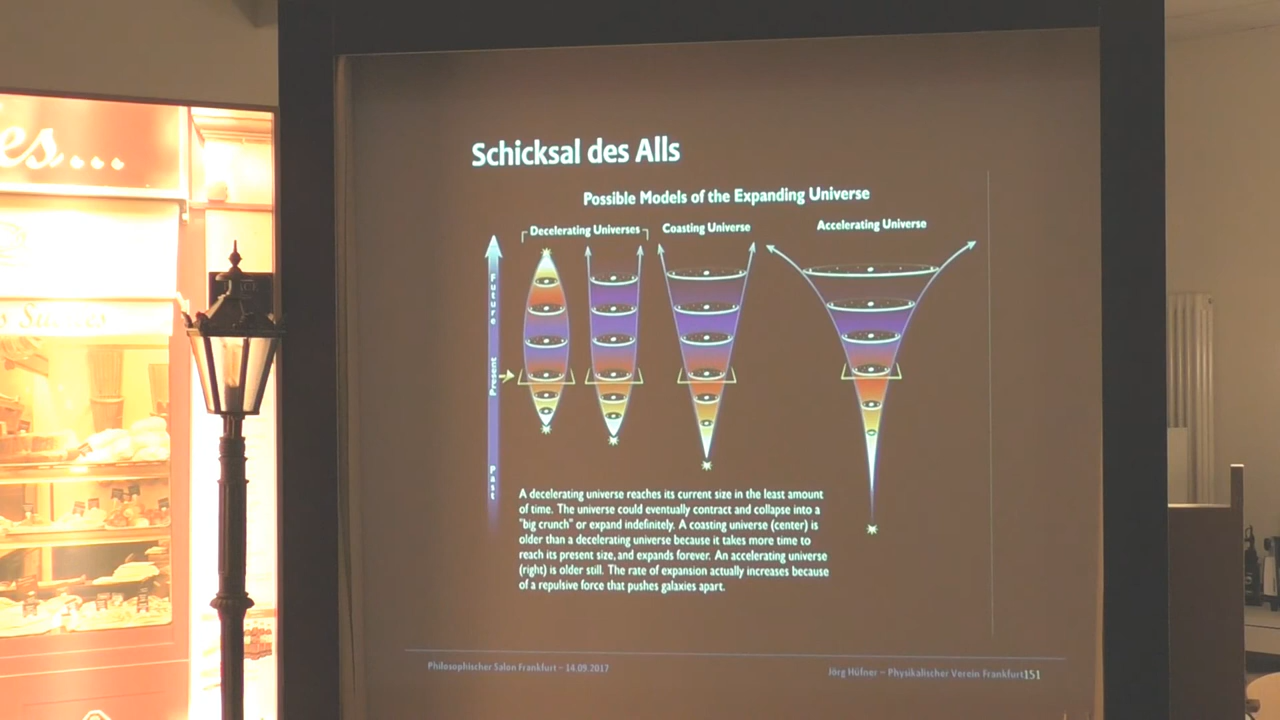 es...
Schicksal des Alls
Possible Models of the Expanding Universe
Decelerating Universes
Coasting Universe
Accelerating Universe
Future
Present
Past
A decelerating universe reaches its current size in the least amount
of time. The universe could eventually contract and collapse into a
"big crunch" or expand indefinitely. A coasting universe (center) is
older than a decelerating universe because it takes more time to
reach its present size, and expands forever. An accelerating universe
(right) is older still. The rate of expansion actually increases because
of a repulsive force that pushes galaxies apart.
Philosophischer Salon Frankfurt – 14.09.2017
Jörg Hüfner – Physikalischer Verein Frankfurt151